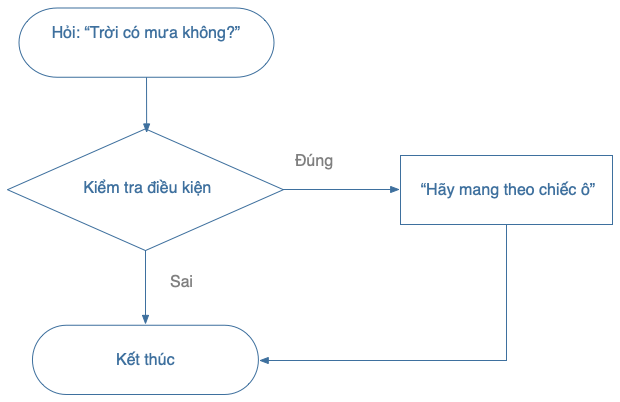 Hỏi: “Trời có mưa không?”
Kiểm tra điều kiện
Đúng
“Hãy mang theo chiếc ô”
Sai
Kết thúc